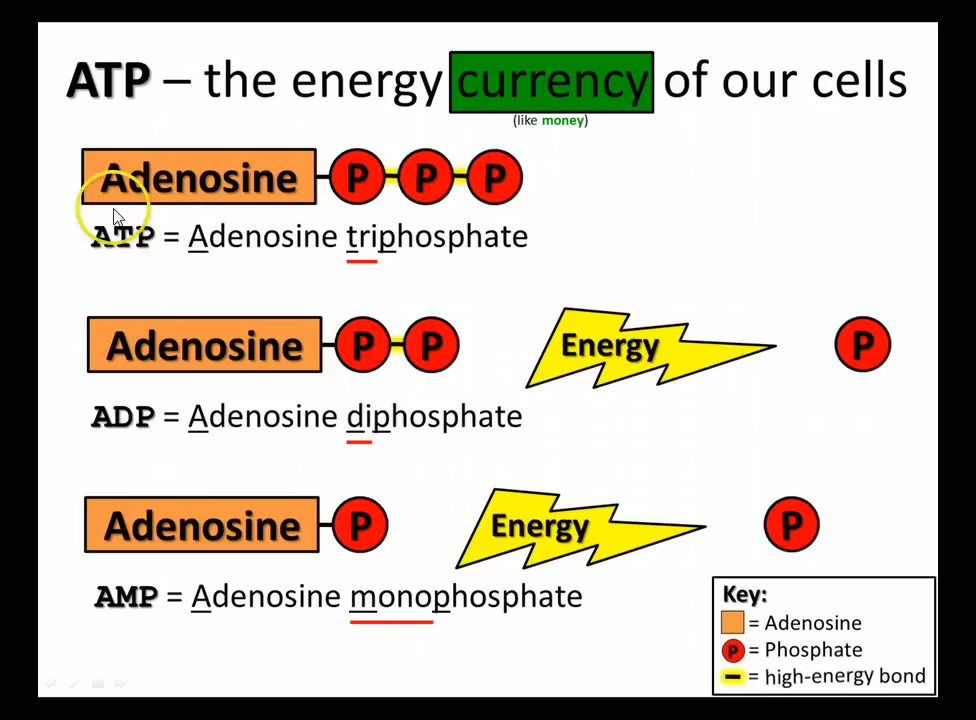 ATP – the energy currency of our cells
(like money)
Adenosine P P P
ATP = Adenosine triphosphate
Adenosine P P Energy P
ADP = Adenosine diphosphate
Adenosine P Energy P
AMP = Adenosine monophosphate
Key:
= Adenosine
P = Phosphate
= high-energy bond